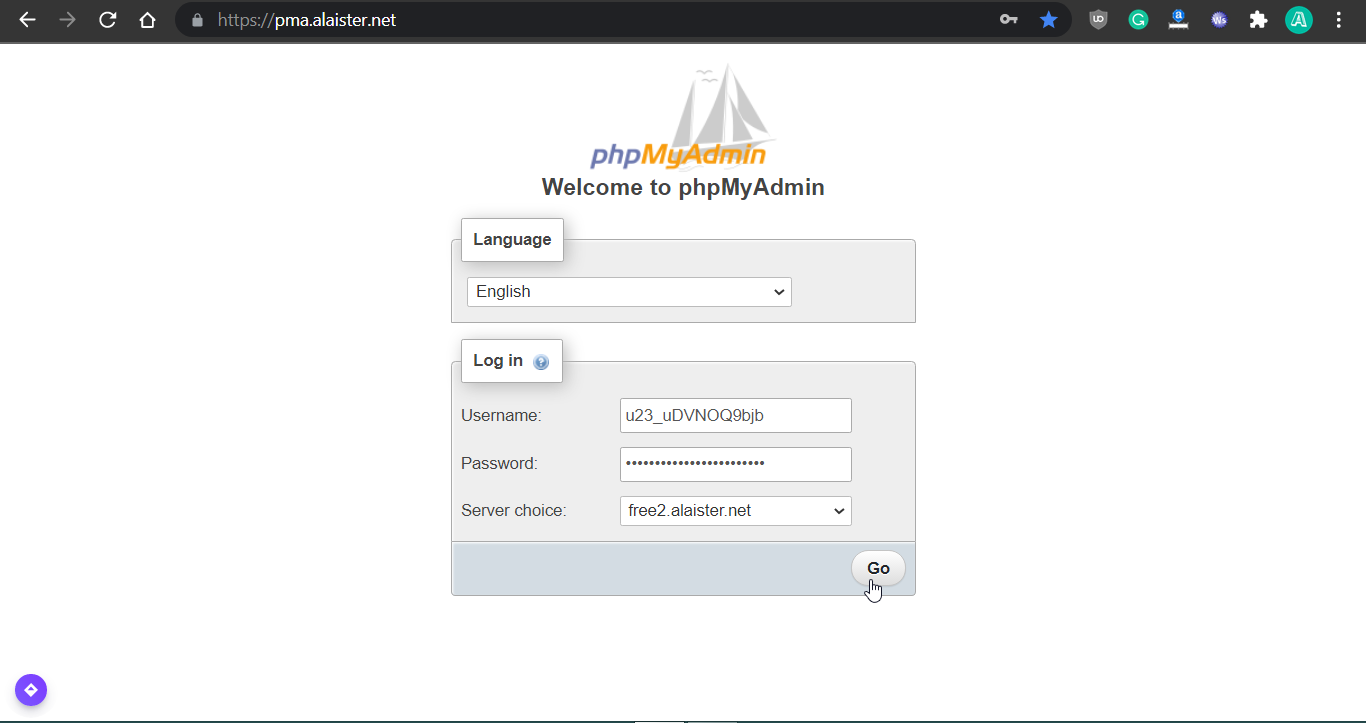 https://pma.alaister.net
phpMyAdmin
Welcome to phpMyAdmin
Language
English
Log in
Username:
u23_uDVNOQ9bjb
Password:
••••••••••••••••••••••••
Server choice:
free2.alaister.net
Go